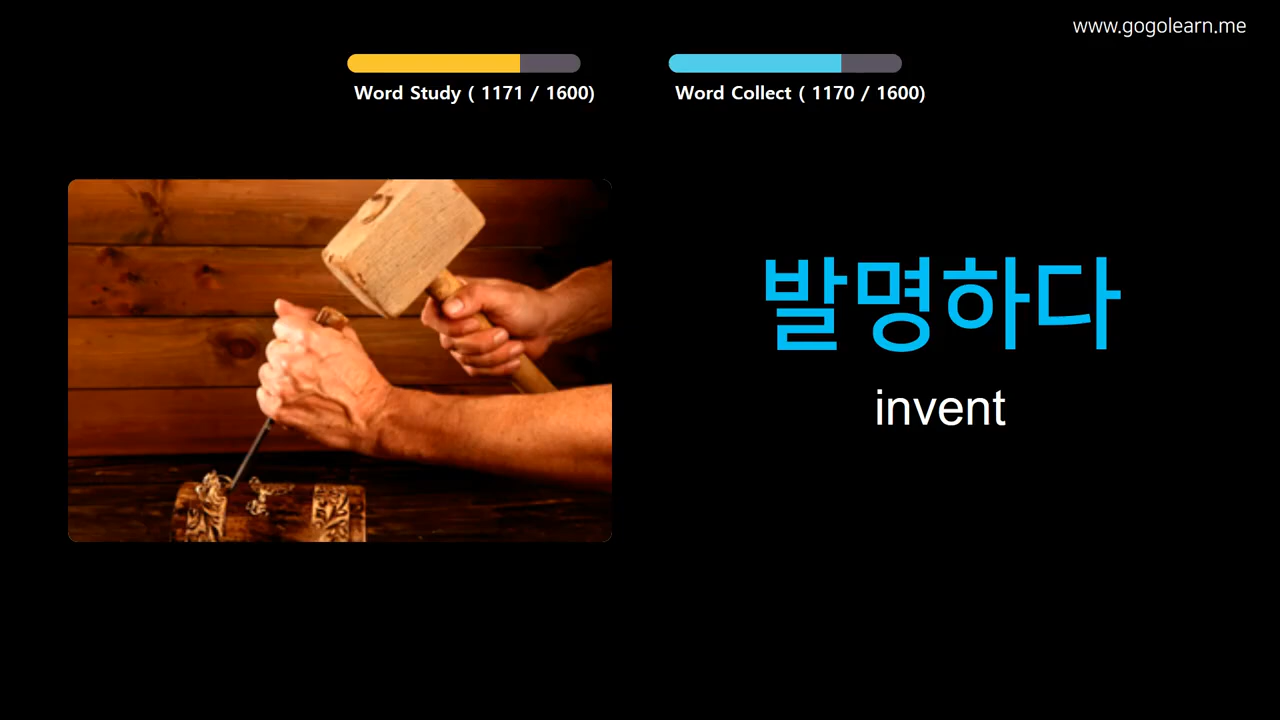 www.gogolearn.me
Word Study ( 1171 / 1600)
Word Collect ( 1170 / 1600)
발명하다
invent